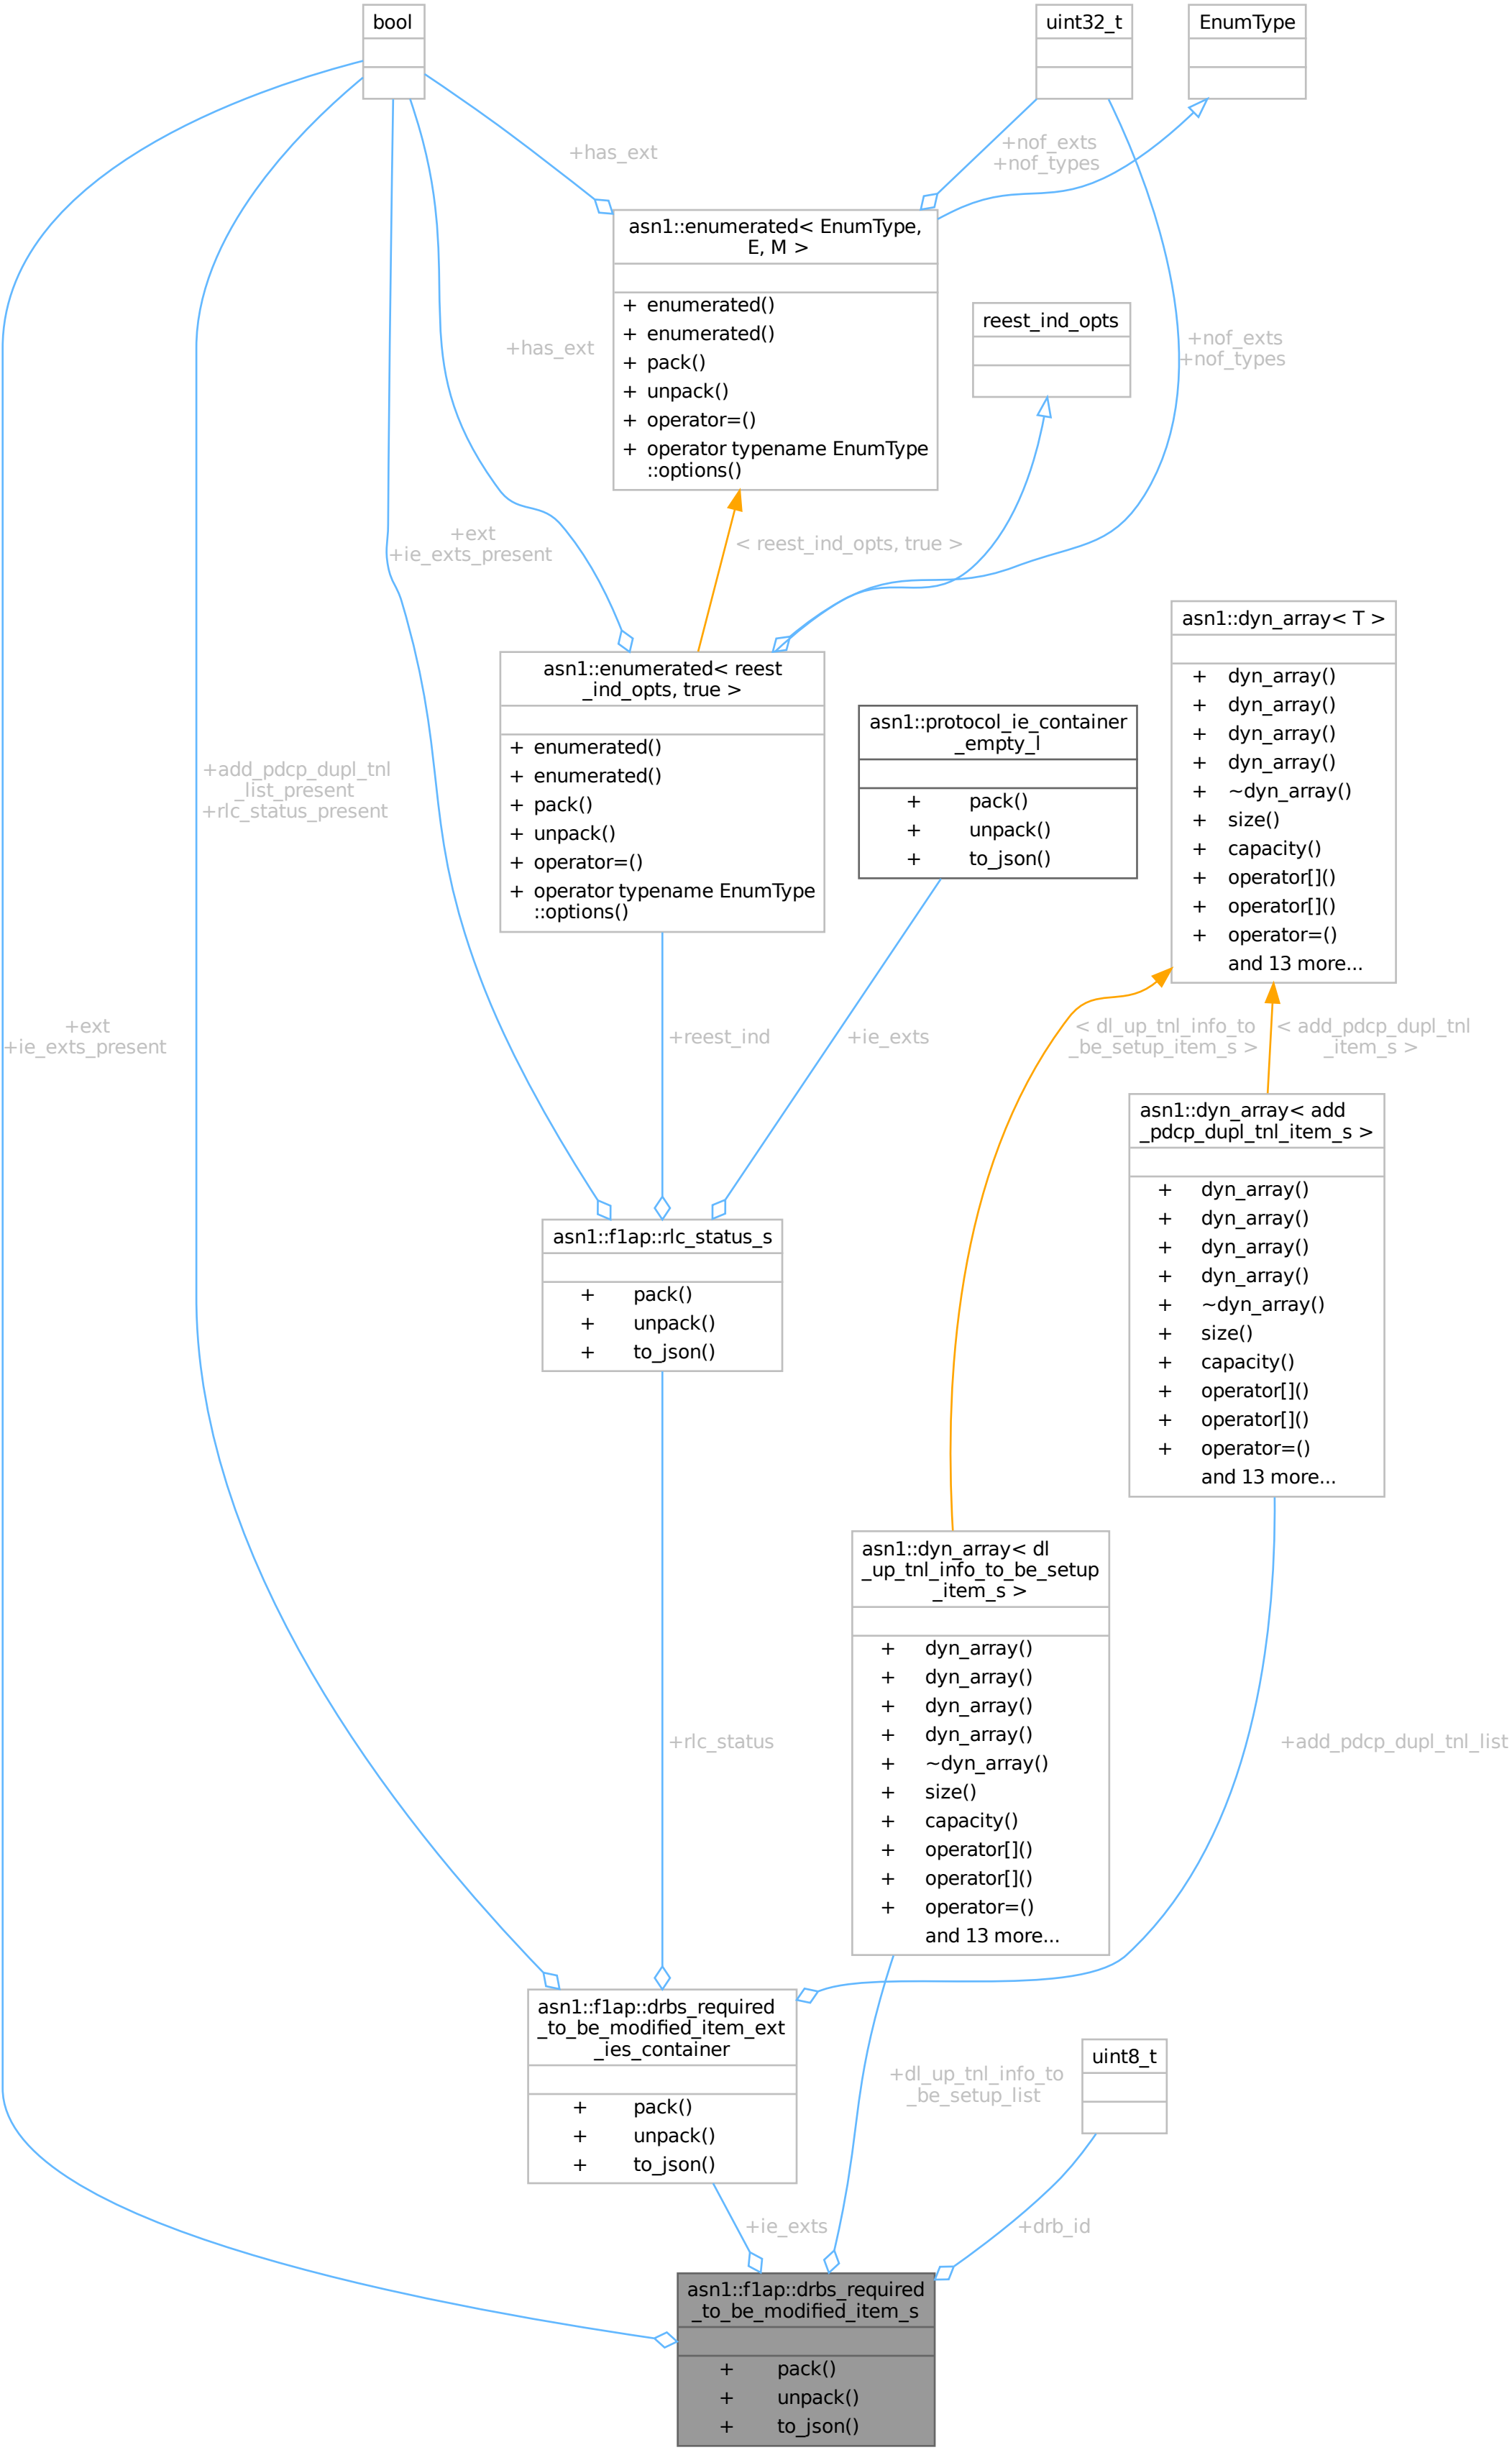 bool
uint32_t
EnumType
+has_ext
+nof_exts
+nof_types
asn1::enumerated< EnumType,
E, M >
+ enumerated()
+ enumerated()
+ pack()
+ unpack()
+ operator=()
+ operator typename EnumType
::options()
reest_ind_opts
+has_ext
+nof_exts
+nof_types
+ext
+ie_exts_present
< reest_ind_opts, true >
asn1::dyn_array< T >
+ dyn_array()
+ dyn_array()
+ dyn_array()
+ dyn_array()
+ ~dyn_array()
+ size()
+ capacity()
+ operator[]()
+ operator[]()
+ operator=()
and 13 more...
asn1::enumerated< reest
_ind_opts, true >
+ enumerated()
+ enumerated()
+ pack()
+ unpack()
+ operator=()
+ operator typename EnumType
::options()
asn1::protocol_ie_container
_empty_l
+ pack()
+ unpack()
+ to_json()
+add_pdcp_dupl_tnl
_list_present
+rlc_status_present
+ext
+ie_exts_present
+reest_ind
+ie_exts
< dl_up_tnl_info_to
_be_setup_item_s >
< add_pdcp_dupl_tnl
_item_s >
asn1::dyn_array< add
_pdcp_dupl_tnl_item_s >
+ dyn_array()
+ dyn_array()
+ dyn_array()
+ dyn_array()
+ ~dyn_array()
+ size()
+ capacity()
+ operator[]()
+ operator[]()
+ operator=()
and 13 more...
asn1::f1ap::rlc_status_s
+ pack()
+ unpack()
+ to_json()
asn1::dyn_array< dl
_up_tnl_info_to_be_setup
_item_s >
+ dyn_array()
+ dyn_array()
+ dyn_array()
+ dyn_array()
+ ~dyn_array()
+ size()
+ capacity()
+ operator[]()
+ operator[]()
+ operator=()
and 13 more...
+rlc_status
+add_pdcp_dupl_tnl_list
asn1::f1ap::drbs_required
_to_be_modified_item_ext
_ies_container
+ pack()
+ unpack()
+ to_json()
+dl_up_tnl_info_to
_be_setup_list
uint8_t
+ie_exts
+drb_id
asn1::f1ap::drbs_required
_to_be_modified_item_s
+ pack()
+ unpack()
+ to_json()